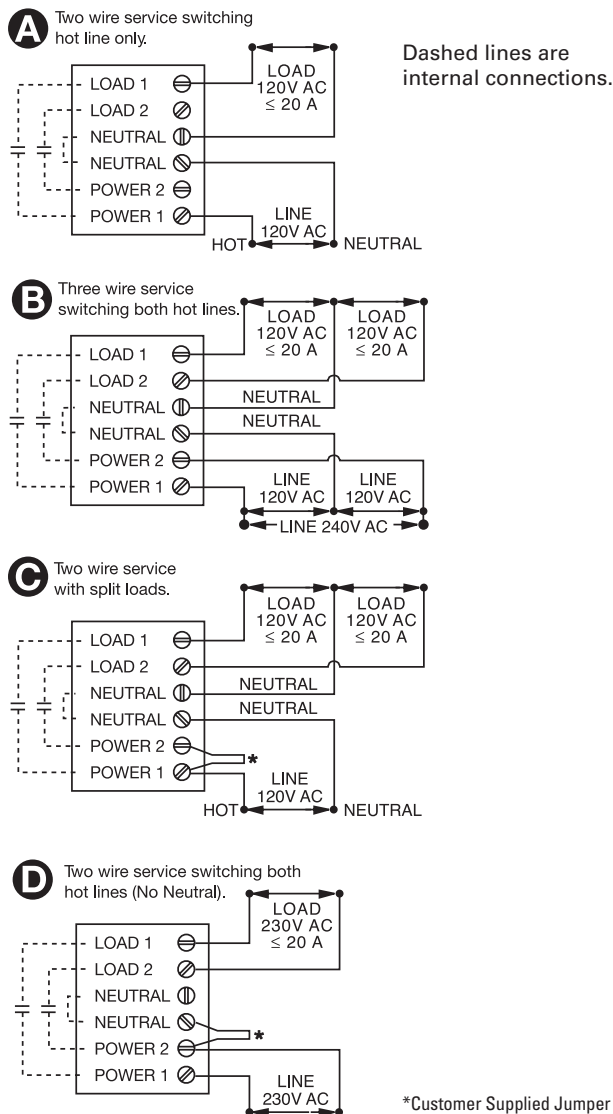 A Two wire service switching
hot line only.
Dashed lines are
internal connections.
LOAD 1
LOAD 2
NEUTRAL
NEUTRAL
POWER 2
POWER 1
LOAD
120V AC
≤ 20 A
LINE
120V AC
HOT
NEUTRAL
B Three wire service
switching both hot lines.
LOAD 1
LOAD 2
NEUTRAL
NEUTRAL
POWER 2
POWER 1
LOAD
120V AC
≤ 20 A
LOAD
120V AC
≤ 20 A
NEUTRAL
NEUTRAL
LINE
120V AC
LINE
120V AC
LINE 240V AC
C Two wire service
with split loads.
LOAD 1
LOAD 2
NEUTRAL
NEUTRAL
POWER 2
POWER 1
LOAD
120V AC
≤ 20 A
LOAD
120V AC
≤ 20 A
NEUTRAL
NEUTRAL
*
LINE
120V AC
HOT
NEUTRAL
D Two wire service switching both
hot lines (No Neutral).
LOAD 1
LOAD 2
NEUTRAL
NEUTRAL
POWER 2
POWER 1
LOAD
230V AC
≤ 20 A
*
LINE
230V AC
*Customer Supplied Jumper